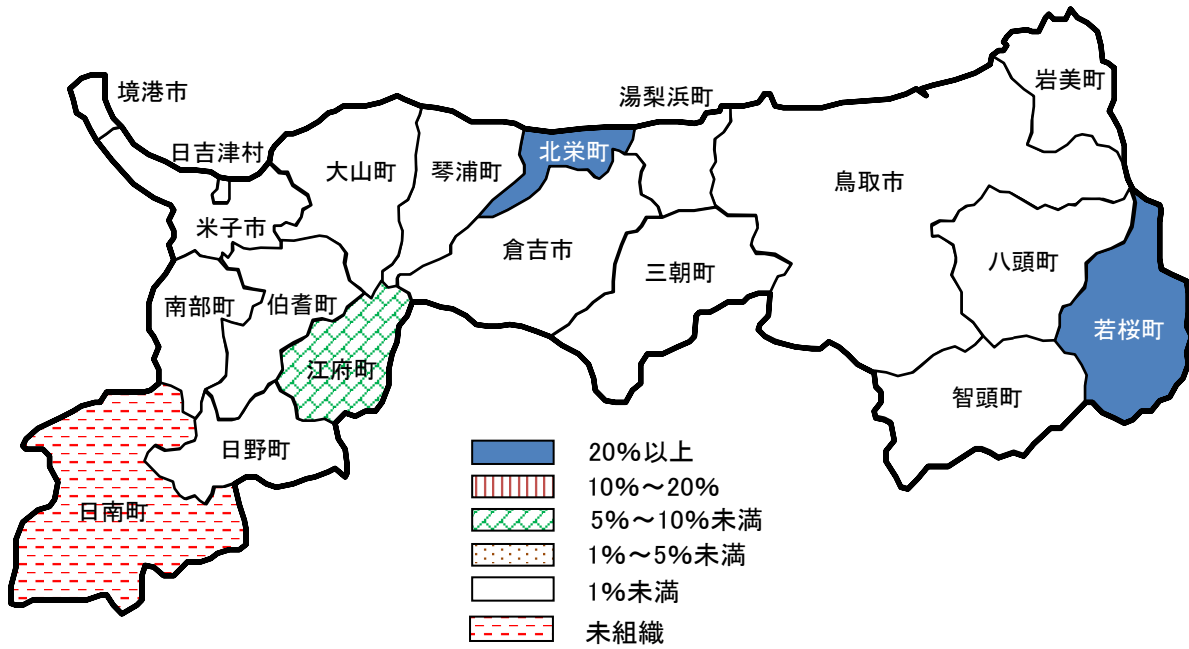 境港市
湯梨浜町
岩美町
日吉津村
大山町
琴浦町
北栄町
鳥取市
米子市
倉吉市
三朝町
八頭町
南部町
伯耆町
若桜町
江府町
智頭町
日野町
日南町
20%以上
10%～20%
5%～10%未満
1%～5%未満
1%未満
未組織